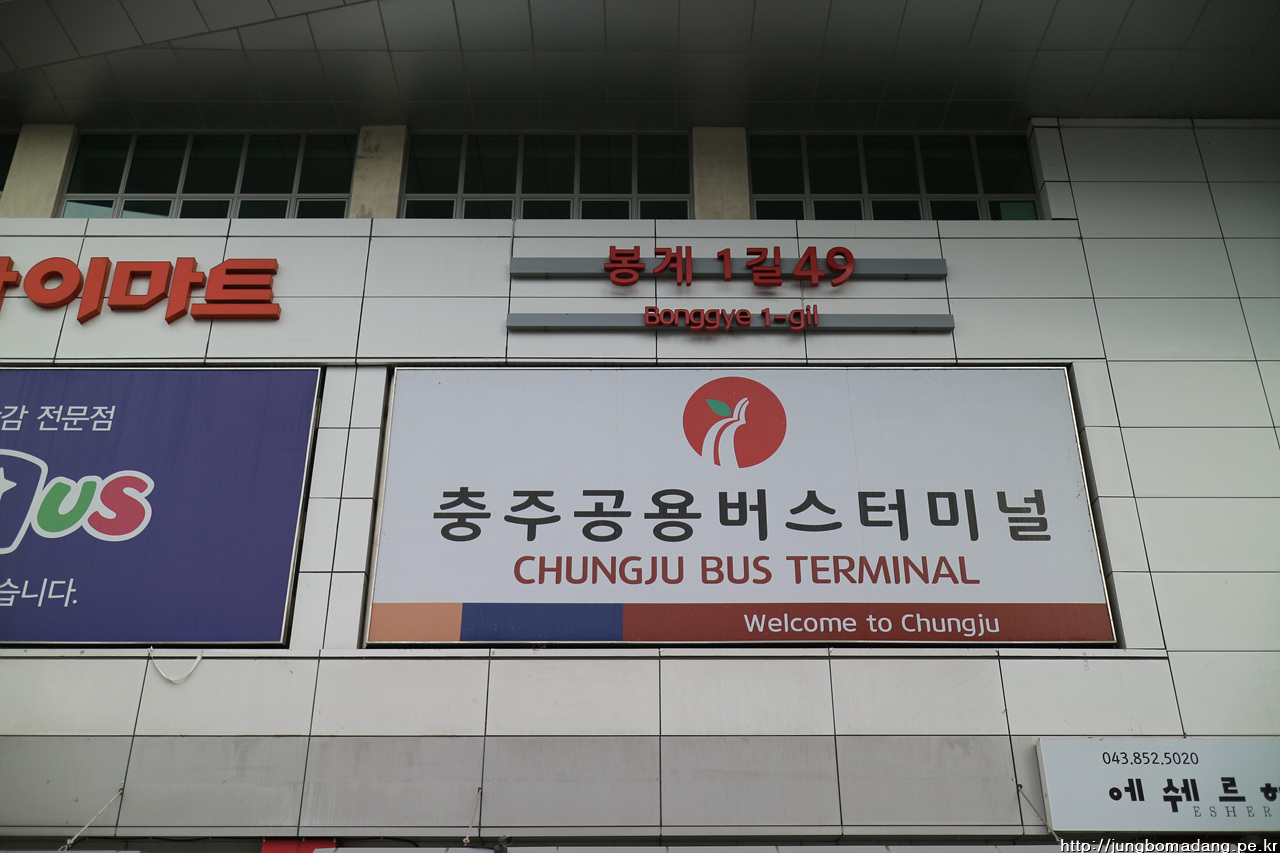 이마트
봉계 1길 49
Bonggye 1-gil
감 전문점
us
습니다.
충주공용버스터미널
CHUNGJU BUS TERMINAL
Welcome to Chungju
043.852.5020
에쉐르
ESHER
http://jungbomadang.pe.kr